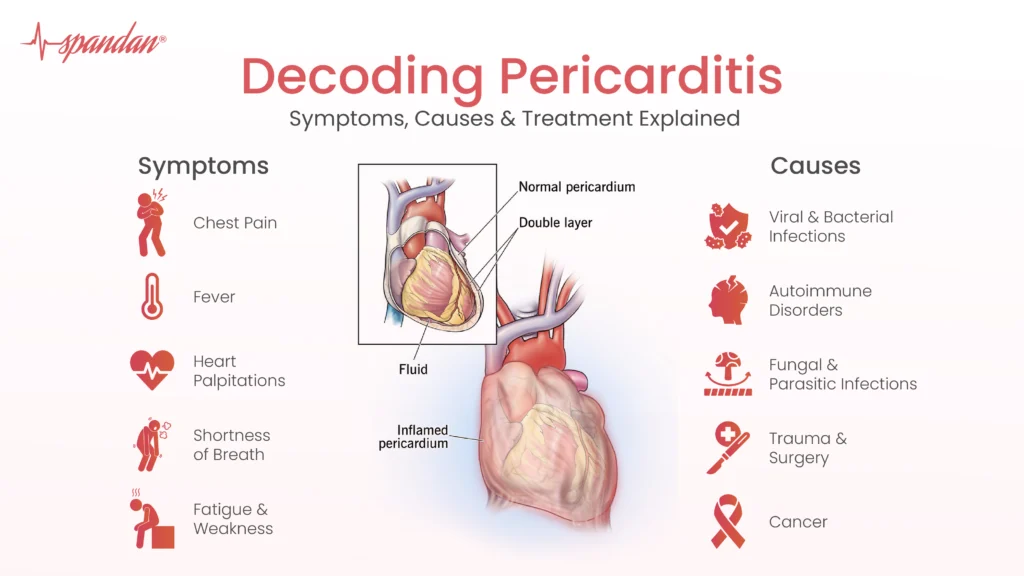 spandan®
Decoding Pericarditis
Symptoms, Causes & Treatment Explained
Symptoms
Chest Pain
Fever
Heart
Palpitations
Shortness
of Breath
Fatigue &
Weakness
Normal pericardium
Double layer
Fluid
Inflamed
pericardium
Causes
Viral & Bacterial
Infections
Autoimmune
Disorders
Fungal &
Parasitic Infections
Trauma &
Surgery
Cancer